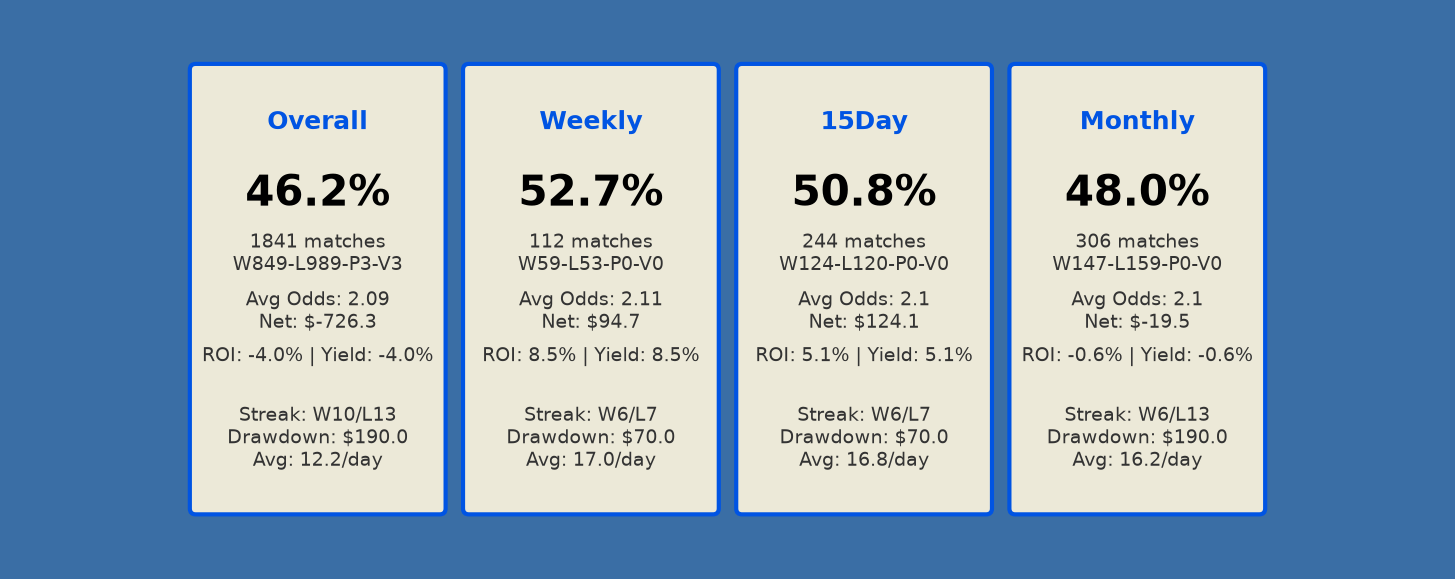 Overall
46.2%
1841 matches
W849-L989-P3-V3
Avg Odds: 2.09
Net: $-726.3
ROI: -4.0% | Yield: -4.0%
Streak: W10/L13
Drawdown: $190.0
Avg: 12.2/day
Weekly
52.7%
112 matches
W59-L53-P0-V0
Avg Odds: 2.11
Net: $94.7
ROI: 8.5% | Yield: 8.5%
Streak: W6/L7
Drawdown: $70.0
Avg: 17.0/day
15Day
50.8%
244 matches
W124-L120-P0-V0
Avg Odds: 2.1
Net: $124.1
ROI: 5.1% | Yield: 5.1%
Streak: W6/L7
Drawdown: $70.0
Avg: 16.8/day
Monthly
48.0%
306 matches
W147-L159-P0-V0
Avg Odds: 2.1
Net: $-19.5
ROI: -0.6% | Yield: -0.6%
Streak: W6/L13
Drawdown: $190.0
Avg: 16.2/day